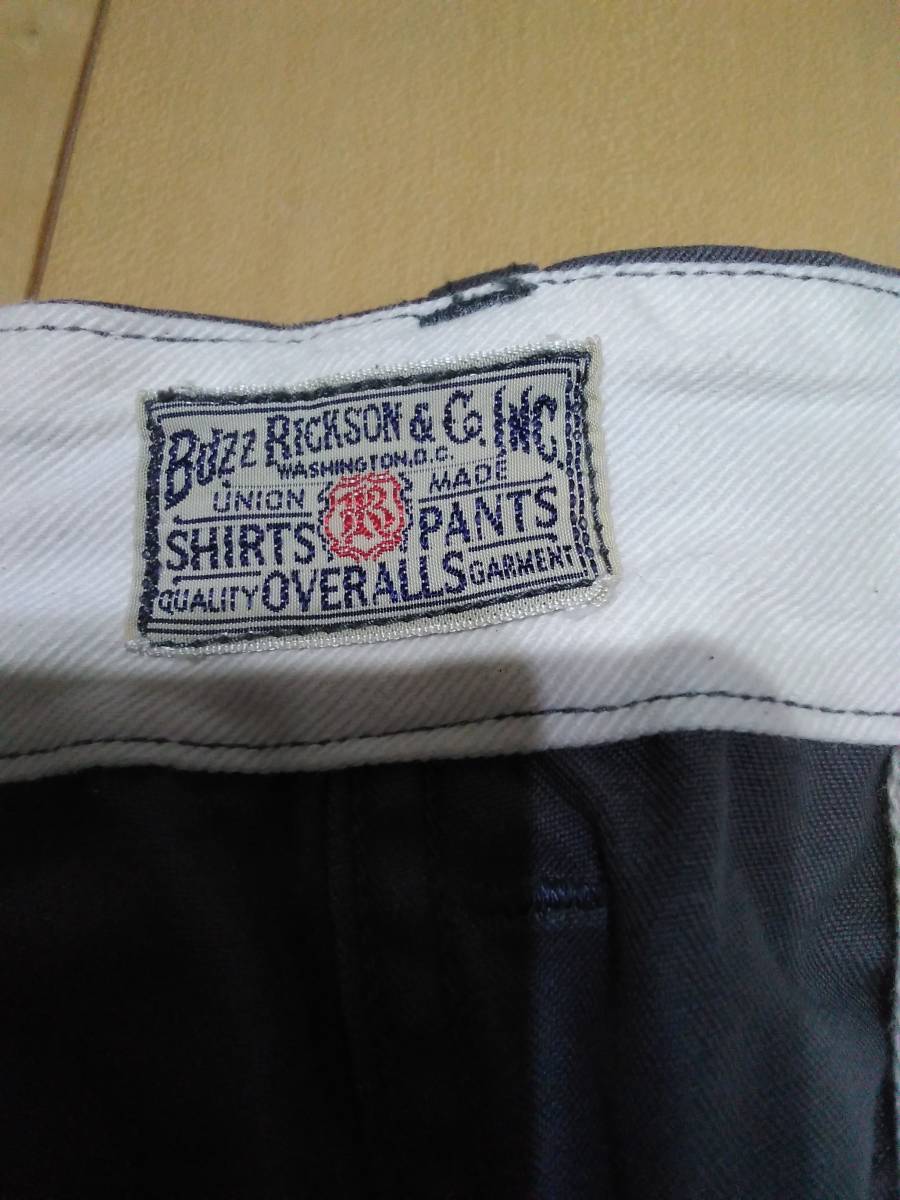 BUZZ RICKSON & CO. INC.
WASHINGTON, D.C.
UNION R MADE
SHIRTS PANTS
QUALITY OVERALLS GARMENT